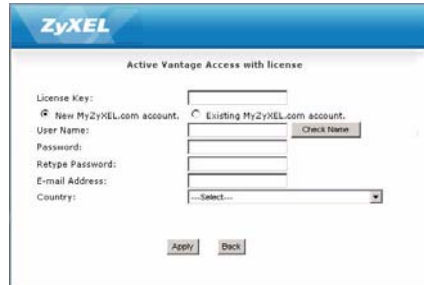 ZyXEL
Active Vantage Access with license
License Key:
New MyZyXEL.com account. Existing MyZyXEL.com account.
User Name: Check Name
Password:
Retype Password:
E-mail Address:
Country: ---Select---
Apply Back